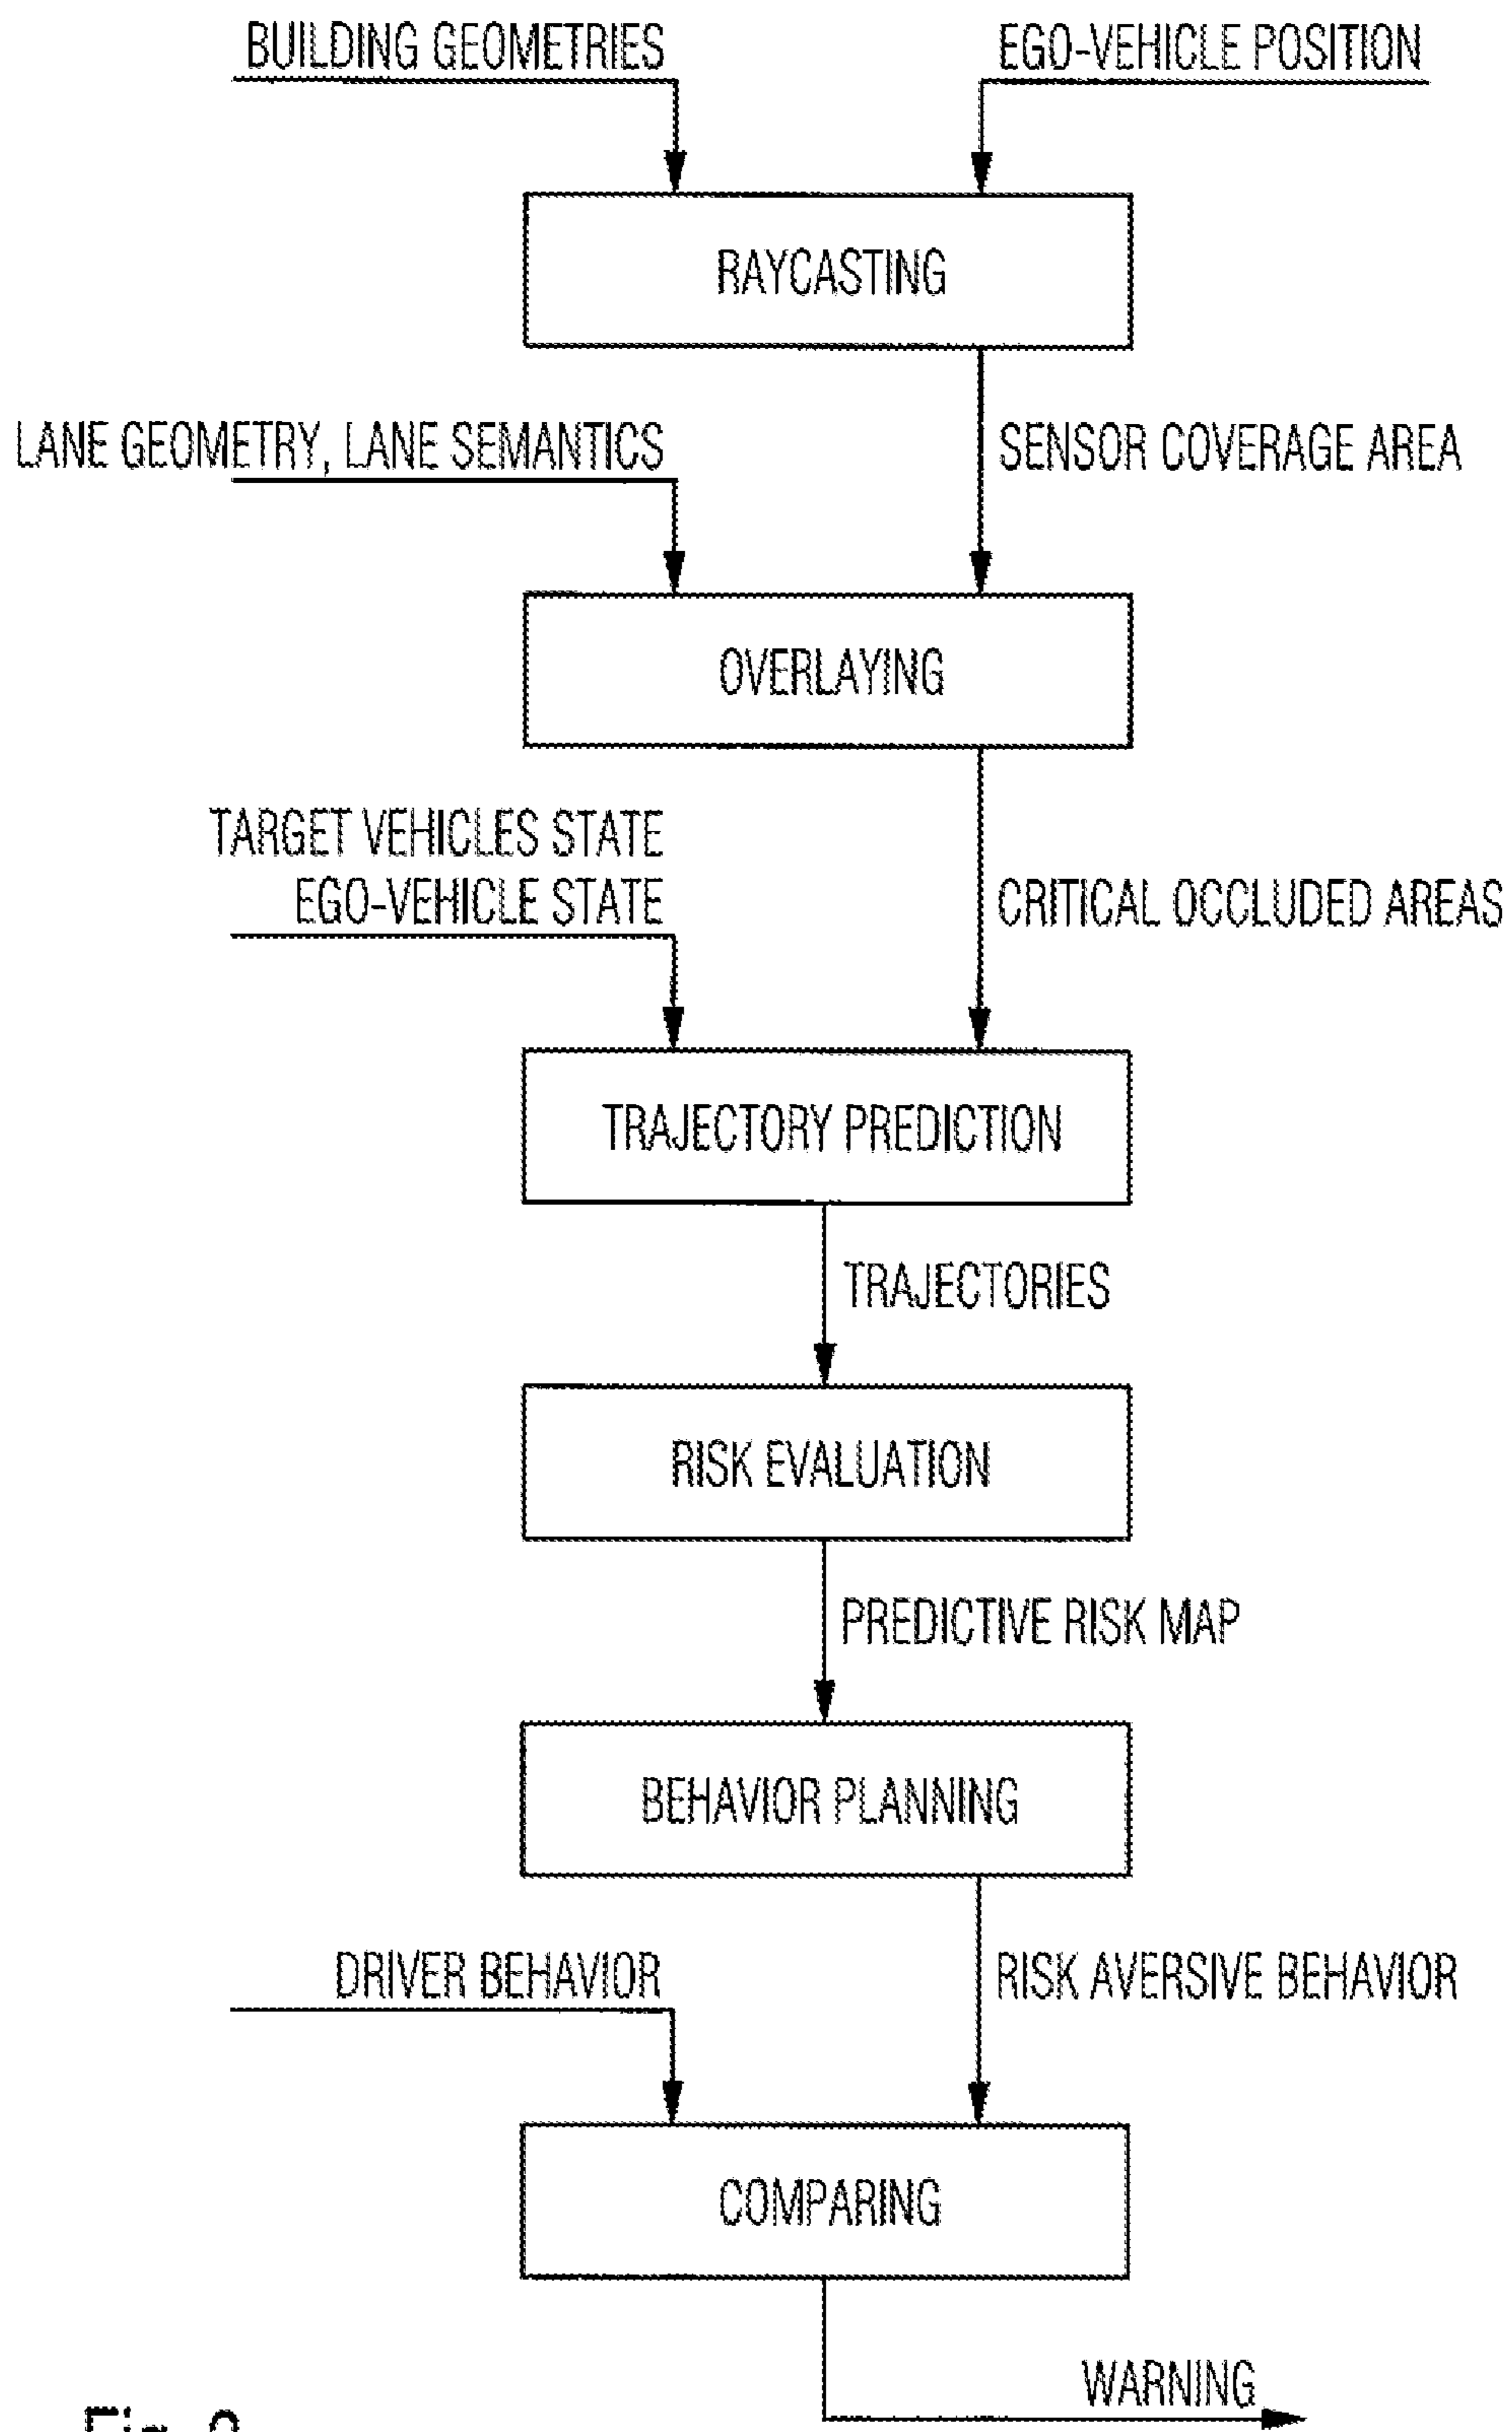 BUILDING GEOMETRIES
EGO-VEHICLE POSITION
RAYCASTING
LANE GEOMETRY, LANE SEMANTICS
SENSOR COVERAGE AREA
OVERLAYING
TARGET VEHICLES STATE
EGO-VEHICLE STATE
CRITICAL OCCLUDED AREAS
TRAJECTORY PREDICTION
TRAJECTORIES
RISK EVALUATION
PREDICTIVE RISK MAP
BEHAVIOR PLANNING
DRIVER BEHAVIOR
RISK AVERSIVE BEHAVIOR
COMPARING
WARNING